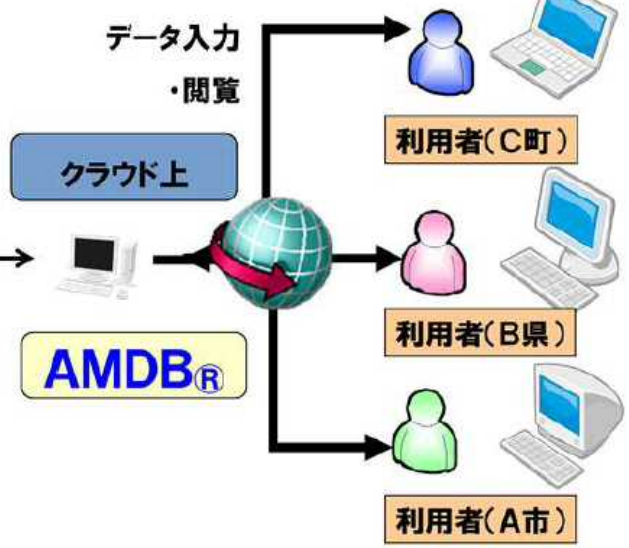 データ入力
・閲覧
クラウド上
AMDB®
利用者(C町)
利用者(B県)
利用者(A市)